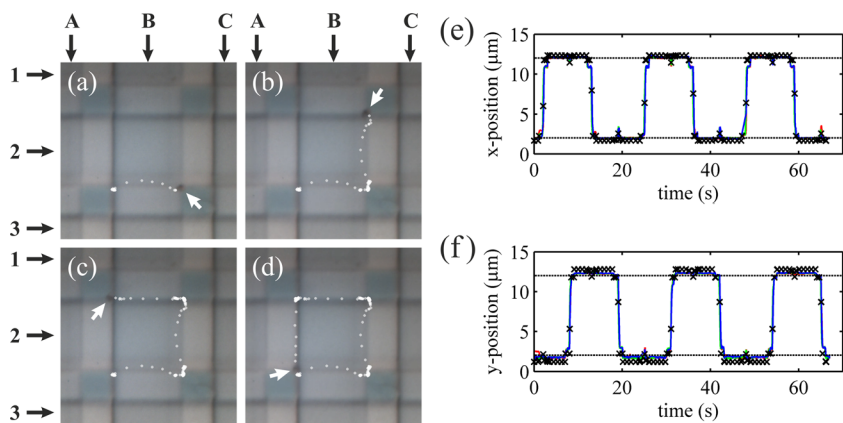 A B C A B C
1 (a) (b)
2
3
1 (c) (d)
2
3
(e)
15
10
5
0
x-position (µm)
0 20 40 60
time (s)
(f)
15
10
5
0
y-position (µm)
0 20 40 60
time (s)